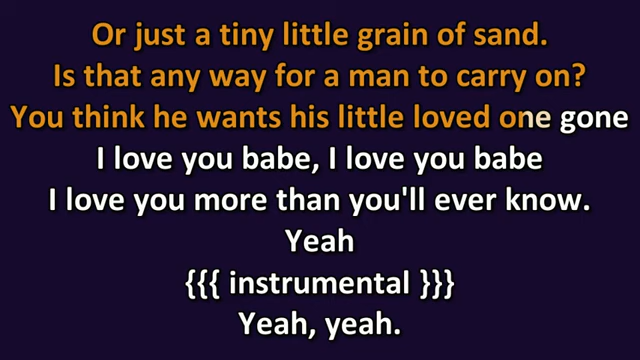 Or just a tiny little grain of sand.
Is that any way for a man to carry on?
You think he wants his little loved one gone
I love you babe, I love you babe
I love you more than you'll ever know.
Yeah
{{{ instrumental }}}
Yeah, yeah.